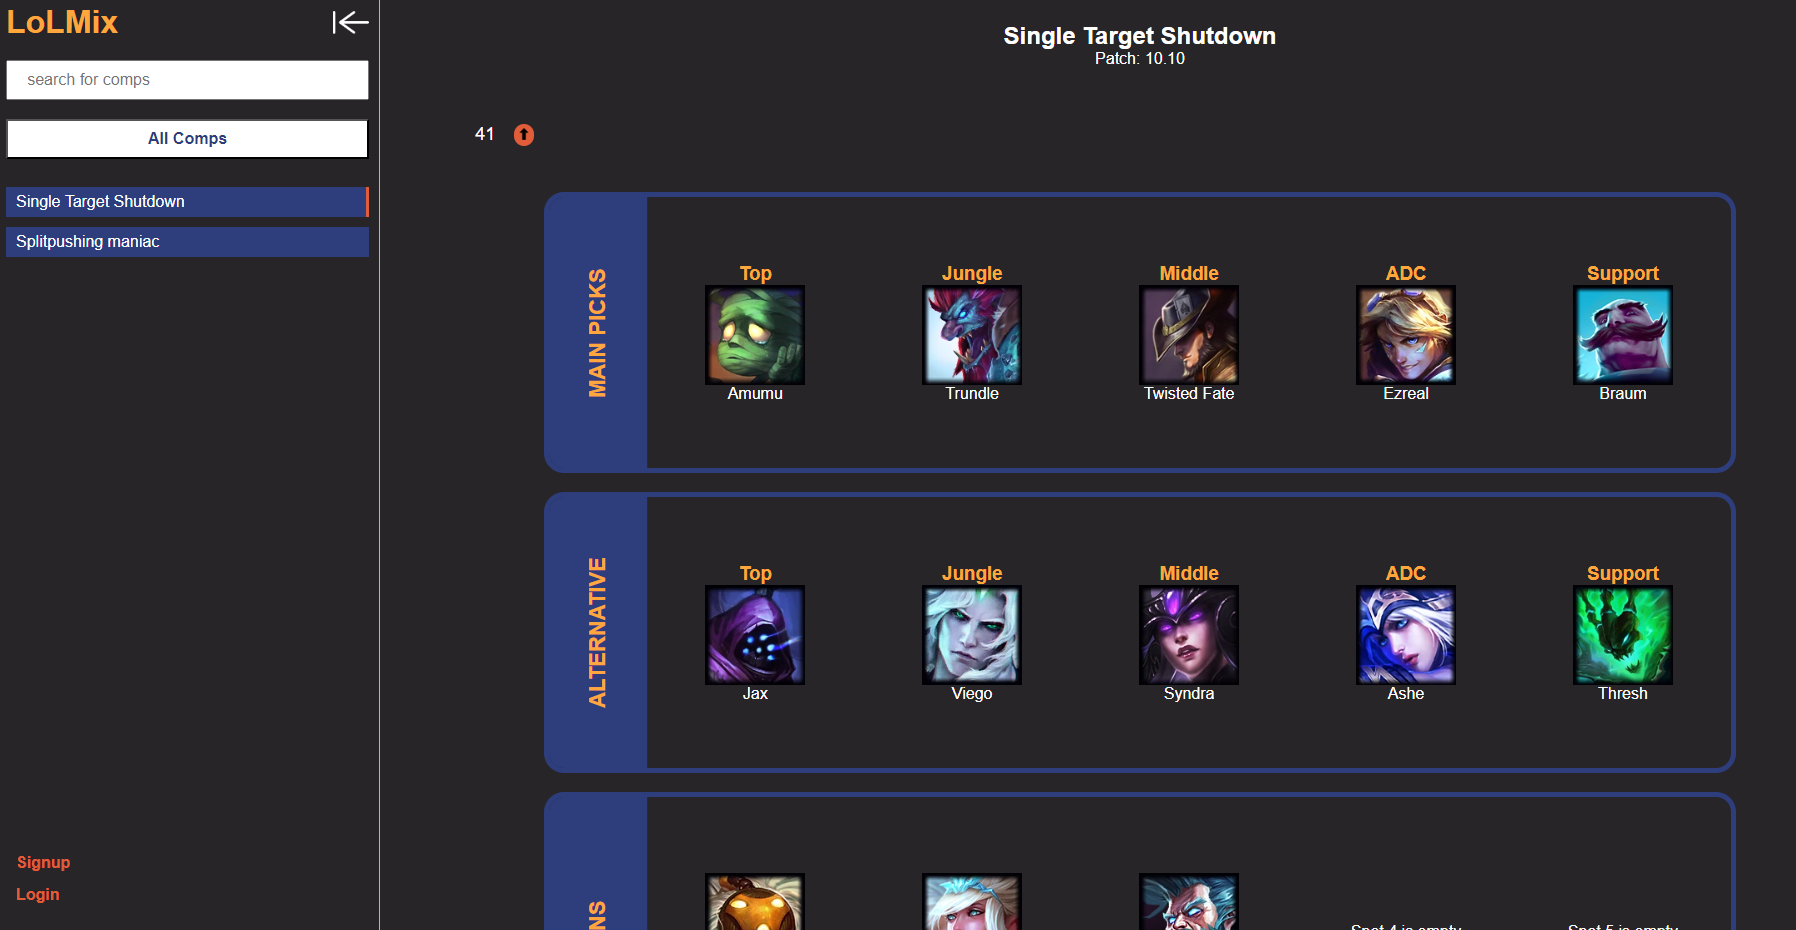 LoLMix
search for comps
All Comps
Single Target Shutdown
Splitpushing maniac
Signup
Login
Single Target Shutdown
Patch: 10.10
41
MAIN PICKS
Top
Jungle
Middle
ADC
Support
Amumu
Trundle
Twisted Fate
Ezreal
Braum
ALTERNATIVE
Top
Jungle
Middle
ADC
Support
Jax
Viego
Syndra
Ashe
Thresh
NS
Spot 4 is empty
Spot 5 is empty